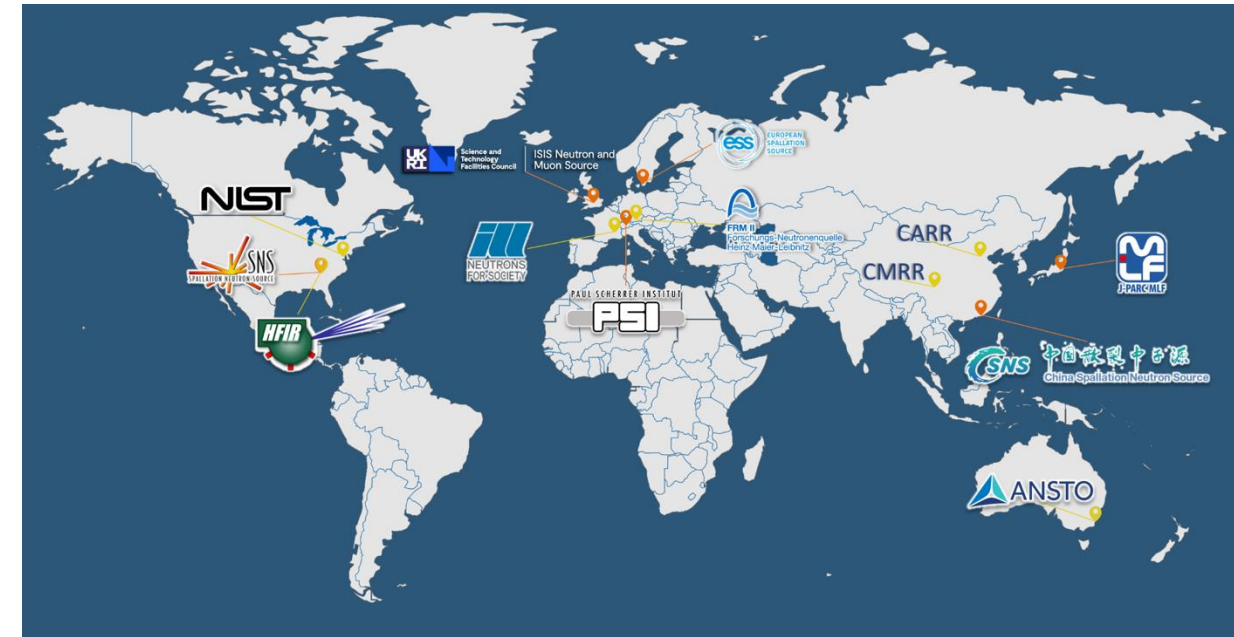 UK
RI
Science and
Technology
Facilities Council
ISIS Neutron and
Muon Source
ess
EUROPEAN
SPALLATION
SOURCE
NIST
SNS
SPALLATION NEUTRON SOURCE
HFIR
ill
NEUTRONS
FOR SOCIETY
FRM II
Forschungs-Neutronenquelle
Heinz Maier-Leibnitz
PAUL SCHERRER INSTITUT
PSI
CARR
CMRR
MLF
J-PARC MLF
CSNS
中国散裂中子源
China Spallation Neutron Source
ANSTO